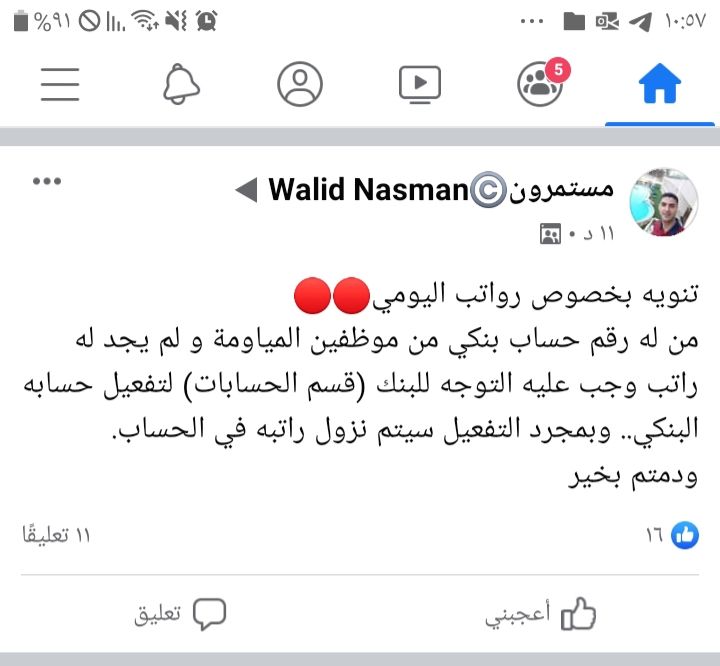 ١٠:٥٧
%٩١
5
Walid Nasman ◀ مستمرون©
١١ د •
تنويه بخصوص رواتب اليومي🔴🔴
من له رقم حساب بنكي من موظفين المياومة و لم يجد له
راتب وجب عليه التوجه للبنك (قسم الحسابات) لتفعيل حسابه
البنكي.. وبمجرد التفعيل سيتم نزول راتبه في الحساب.
ودمتم بخير
١٦
١١ تعليقًا
أعجبني
تعليق